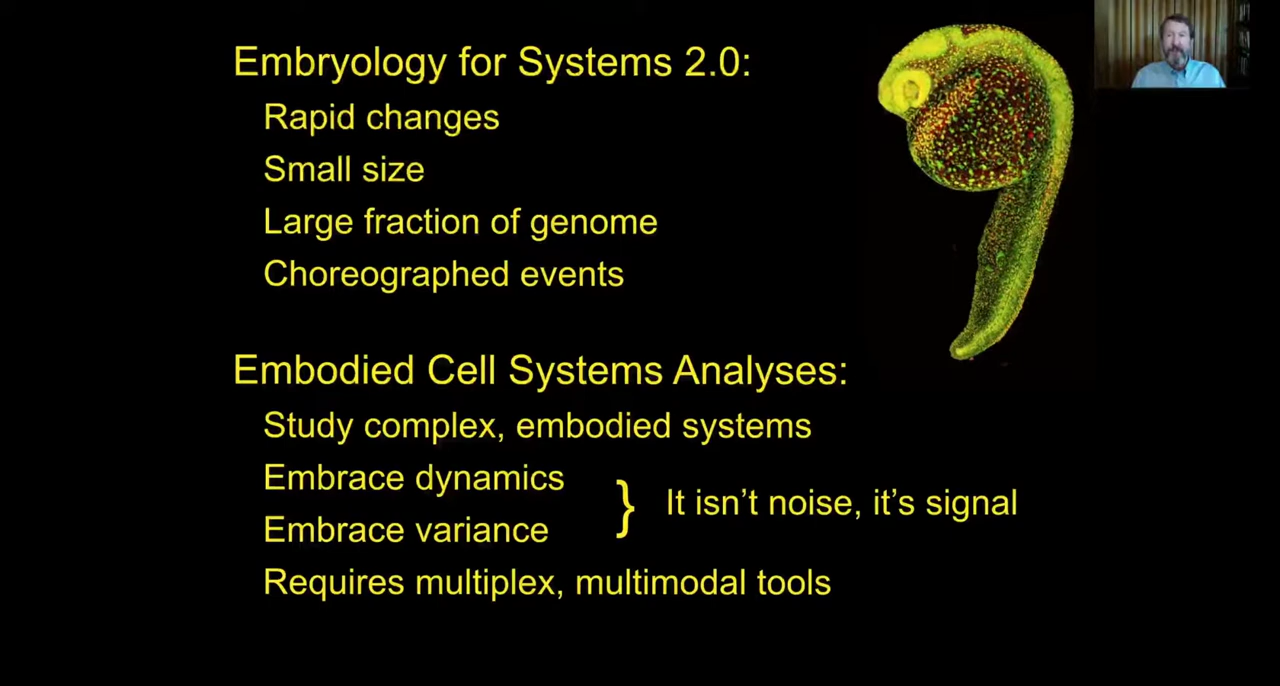 Embryology for Systems 2.0:
Rapid changes
Small size
Large fraction of genome
Choreographed events
Embodied Cell Systems Analyses:
Study complex, embodied systems
Embrace dynamics
Embrace variance
} It isn’t noise, it’s signal
Requires multiplex, multimodal tools